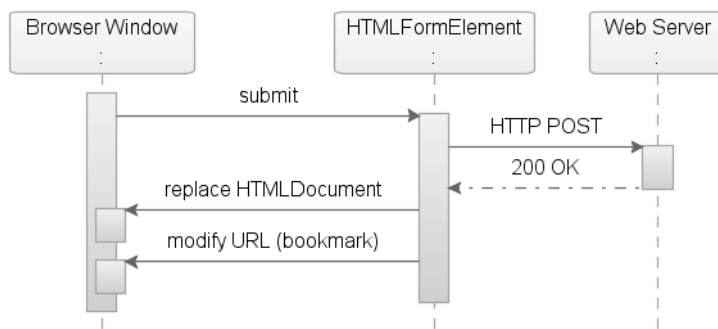 Browser Window
:
HTMLFormElement
:
Web Server
:
submit
HTTP POST
200 OK
replace HTMLDocument
modify URL (bookmark)